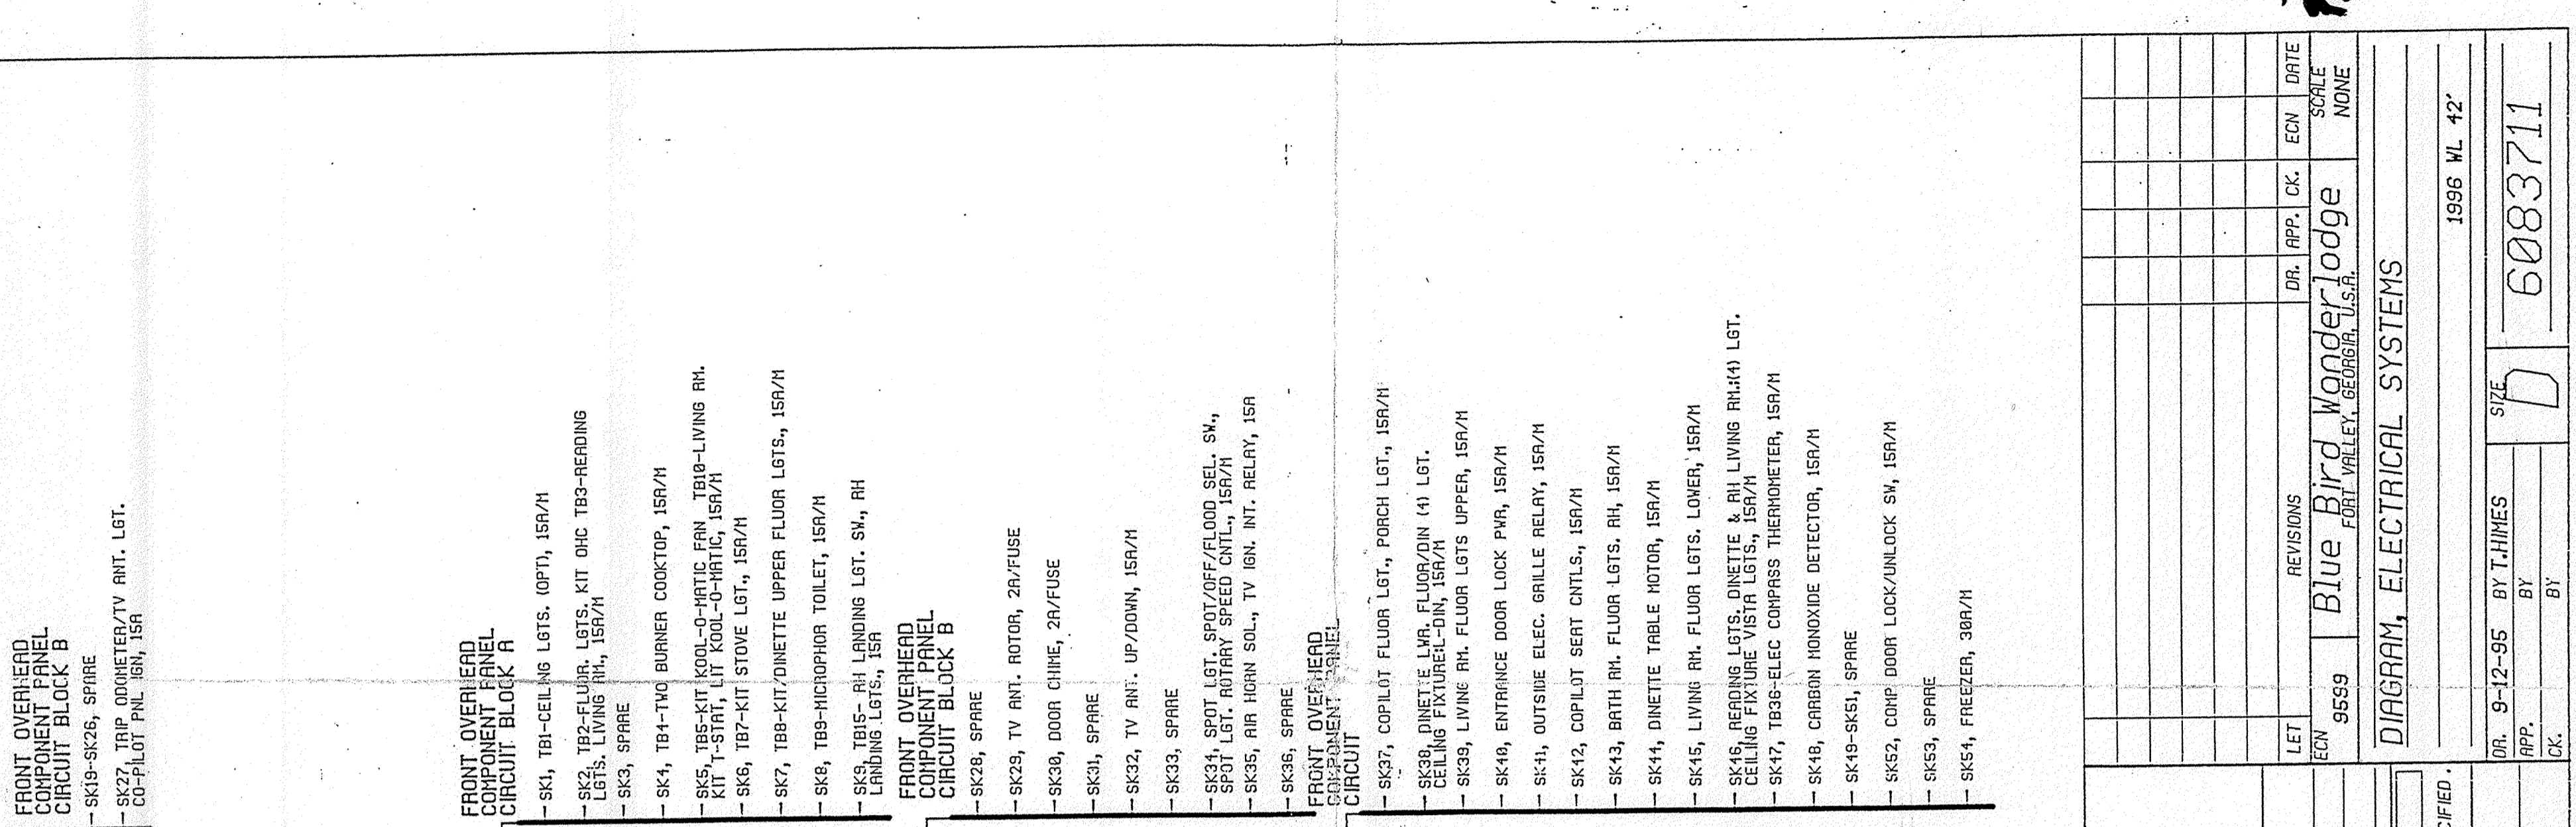 FRONT OVERHEAD
COMPONENT PANEL
CIRCUIT BLOCK B
SK19-SK26, SPARE
SK27, TRIP ODOMETER/TV ANT. LGT.
CO-PILOT PNL IGN, 15A
FRONT OVERHEAD
COMPONENT PANEL
CIRCUIT BLOCK A
SK1, TB1-CEILING LGTS. (OPT), 15A/M
SK2, TB2-FLUOR. LGTS. KIT OHC TB3-READING
LGTS. LIVING RM., 15A/M
SK3, SPARE
SK4, TB4-TWO BURNER COOKTOP, 15A/M
SK5, TB5-KIT KOOL-O-MATIC FAN TB10-LIVING RM.
KIT T-STAT, LIT KOOL-O-MATIC, 15A/M
SK6, TB7-KIT STOVE LGT., 15A/M
SK7, TB8-KIT/DINETTE UPPER FLUOR LGTS., 15A/M
SK8, TB9-MICROPHOR TOILET, 15A/M
SK9, TB15- RH LANDING LGT. SW., RH
LANDING LGTS., 15A
FRONT OVERHEAD
COMPONENT PANEL
CIRCUIT BLOCK B
SK28, SPARE
SK29, TV ANT. ROTOR, 2A/FUSE
SK30, DOOR CHIME, 2A/FUSE
SK31, SPARE
SK32, TV ANT. UP/DOWN, 15A/M
SK33, SPARE
SK34, SPOT LGT. SPOT/OFF/FLOOD SEL. SW.,
SPOT LGT. ROTARY SPEED CNTL., 15A/M
SK35, AIR HORN SOL., TV IGN. INT. RELAY, 15A
SK36, SPARE
FRONT OVERHEAD
COMPONENT PANEL
CIRCUIT
SK37, COPILOT FLUOR LGT., PORCH LGT., 15A/M
SK38, DINETTE LWR. FLUOR/DIN (4) LGT.
CEILING FIXTURE:L-DIN, 15A/M
SK39, LIVING RM. FLUOR LGTS UPPER, 15A/M
SK40, ENTRANCE DOOR LOCK PWR, 15A/M
SK41, OUTSIDE ELEC. GRILLE RELAY, 15A/M
SK12, COPILOT SEAT CNTLS., 15A/M
SK43, BATH RM. FLUOR LGTS. RH, 15A/M
SK44, DINETTE TABLE MOTOR, 15A/M
SK45, LIVING RM. FLUOR LGTS. LOWER, 15A/M
SK46, READING LGTS. DINETTE & RH LIVING RM.:(4) LGT.
CEILING FIXTURE VISTA LGTS., 15A/M
SK47, TB36-ELEC COMPASS THERMOMETER, 15A/M
SK48, CARBON MONOXIDE DETECTOR, 15A/M
SK49-SK51, SPARE
SK52, COMP DOOR LOCK/UNLOCK SW, 15A/M
SK53, SPARE
SK54, FREEZER, 30A/M
LET REVISIONS DR. APP. CK. ECN DATE
ECN 9599 Blue Bird Wanderlodge SCALE NONE
FORT VALLEY, GEORGIA, U.S.A.
DIAGRAM, ELECTRICAL SYSTEMS
1996 WL 42'
DR. 9-12-95 BY T.HIMES SIZE D 6083711
APP. BY
CK. BY
CIFIED.